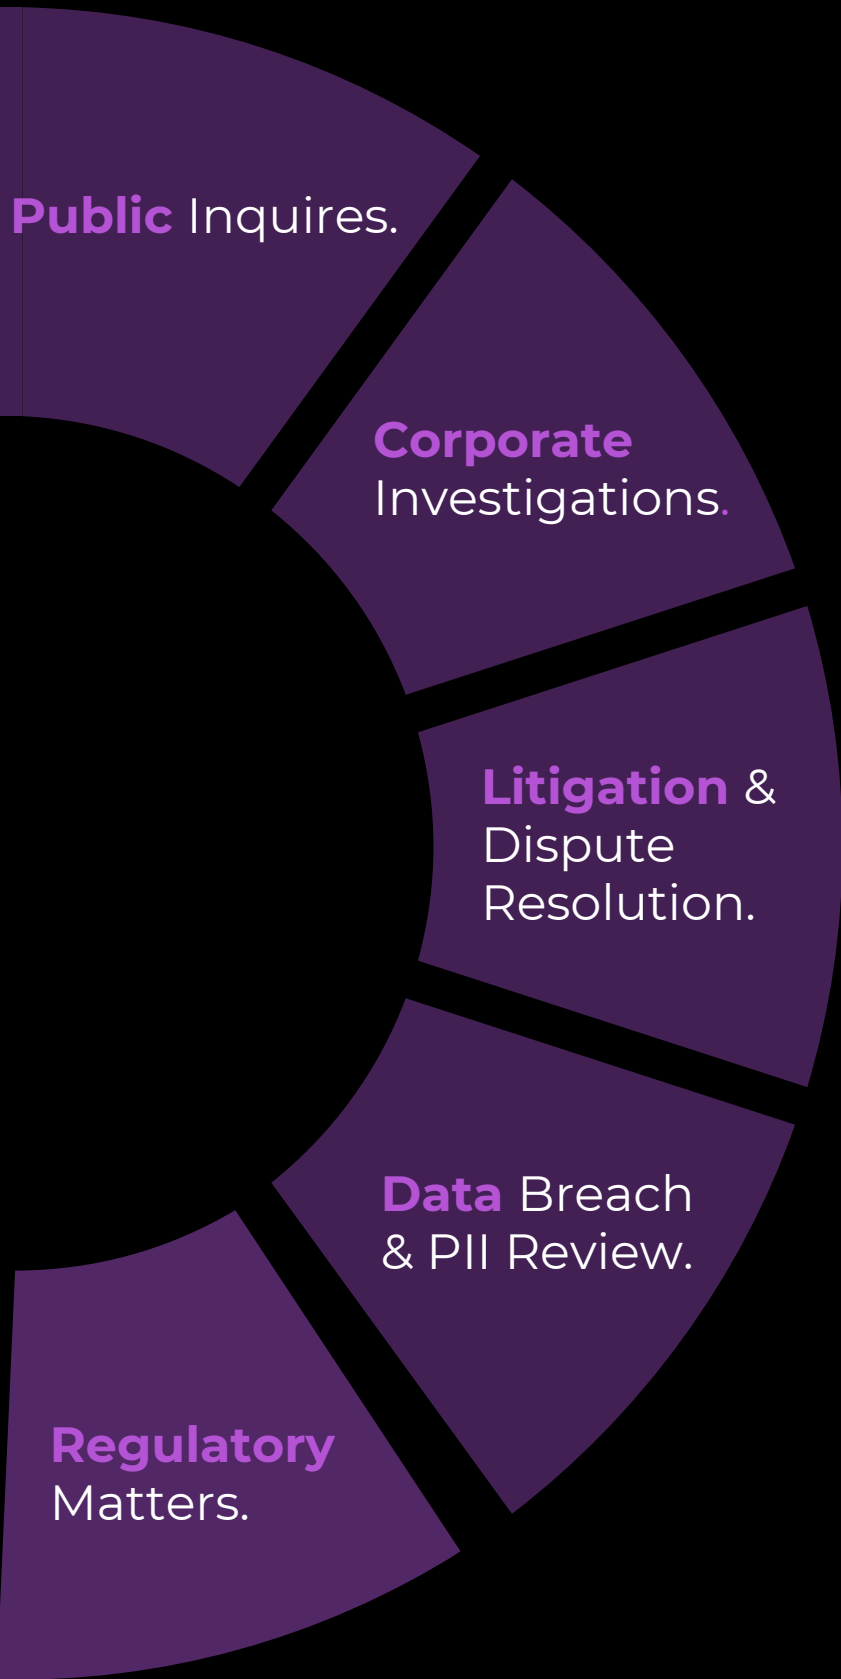 Public Inquires.
Corporate
Investigations.
Litigation &
Dispute
Resolution.
Data Breach
& PII Review.
Regulatory
Matters.